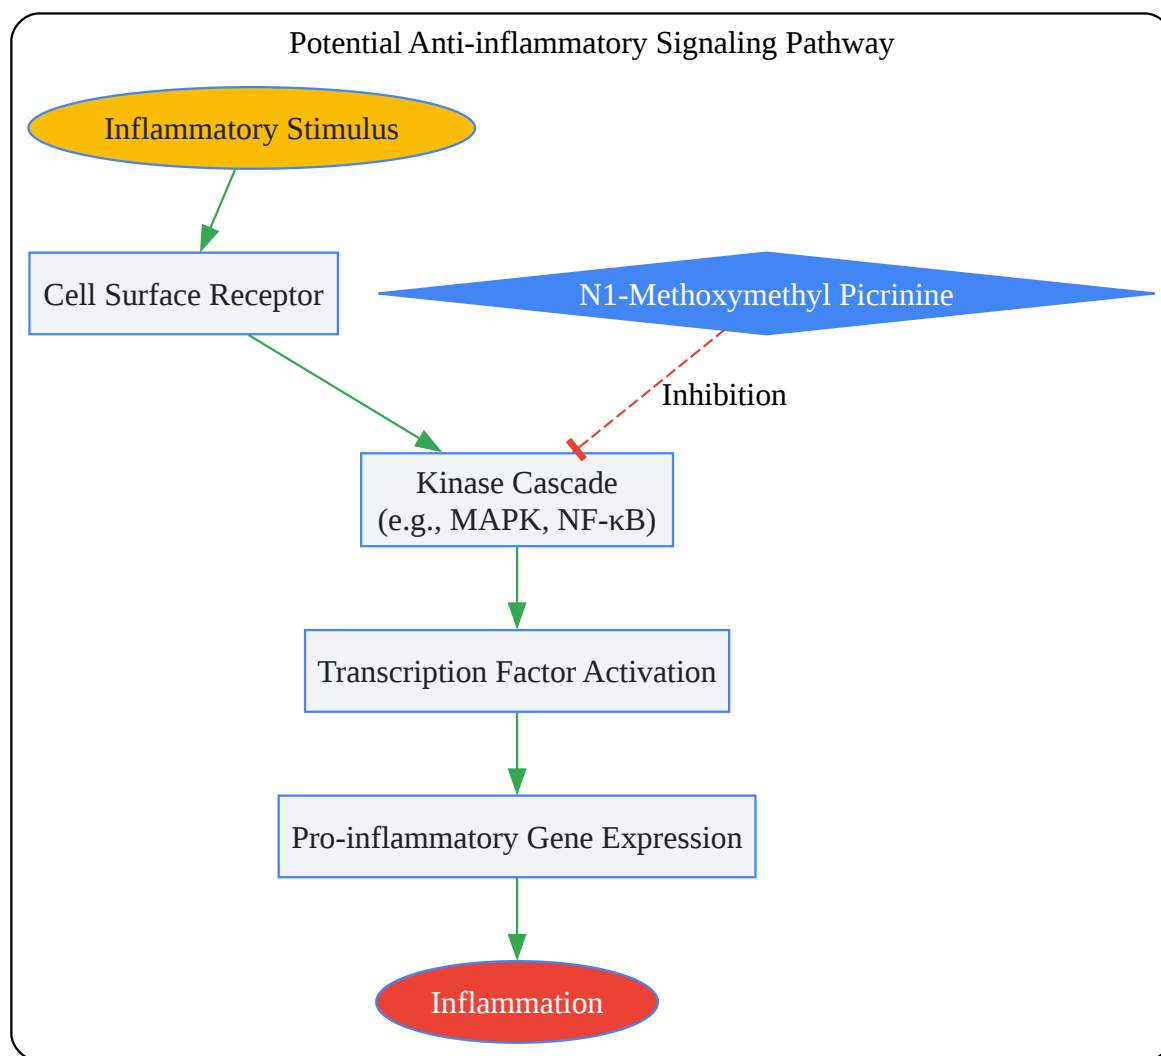 Potential Anti-inflammatory Signaling Pathway
Inflammatory Stimulus
Cell Surface Receptor
N1-Methoxymethyl Picrinine
Inhibition
Kinase Cascade
(e.g., MAPK, NF-κB)
Transcription Factor Activation
Pro-inflammatory Gene Expression
Inflammation